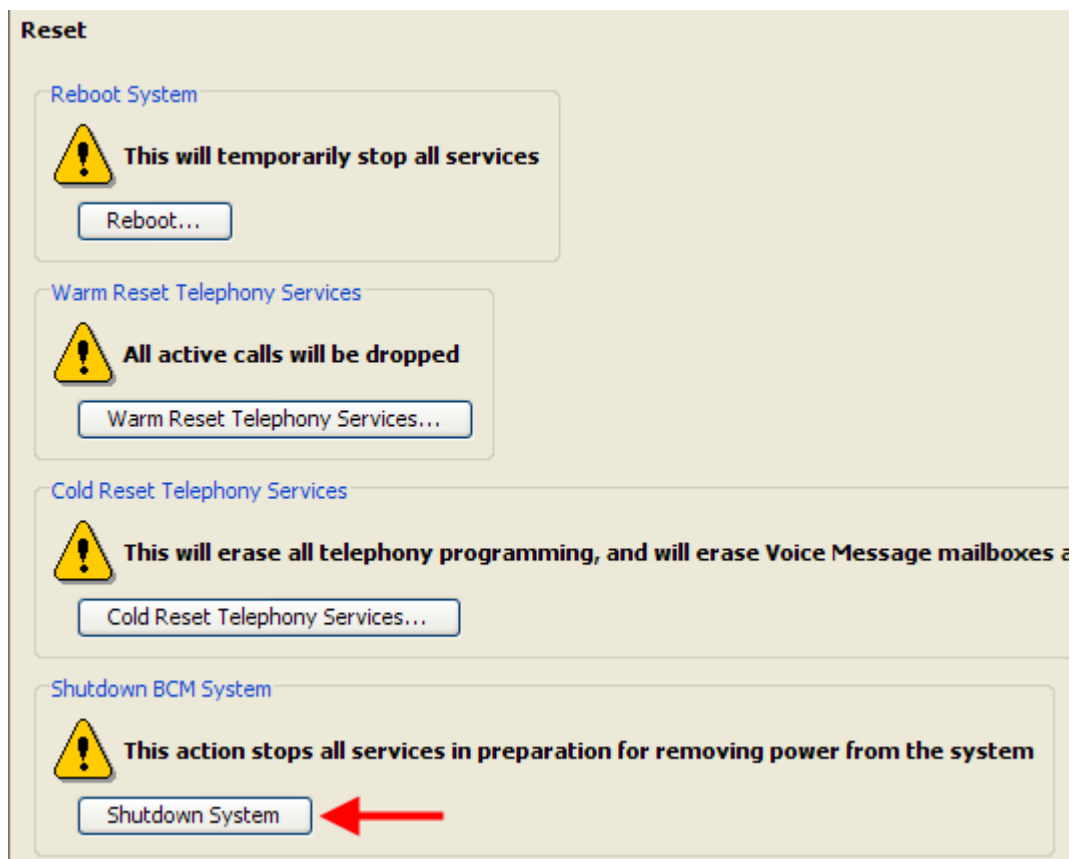 Reset
Reboot System
This will temporarily stop all services
Reboot...
Warm Reset Telephony Services
All active calls will be dropped
Warm Reset Telephony Services...
Cold Reset Telephony Services
This will erase all telephony programming, and will erase Voice Message mailboxes a
Cold Reset Telephony Services...
Shutdown BCM System
This action stops all services in preparation for removing power from the system
Shutdown System